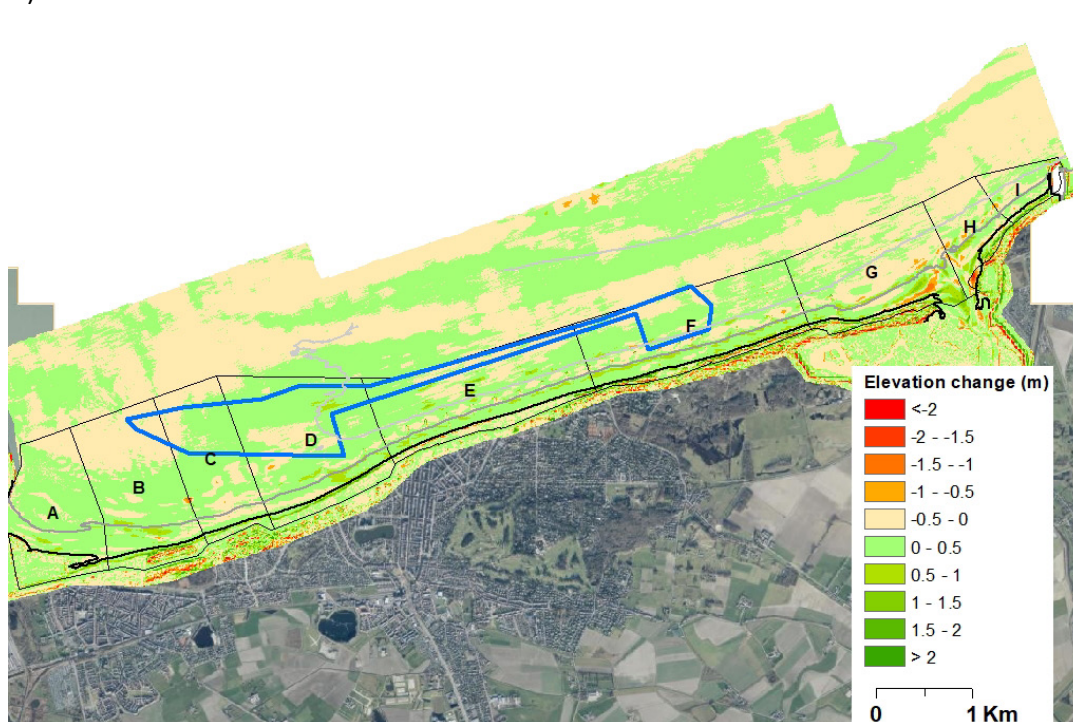 I
H
G
F
E
D
C
B
A
Elevation change (m)
<-2
-2 - -1.5
-1.5 - -1
-1 - -0.5
-0.5 - 0
0 - 0.5
0.5 - 1
1 - 1.5
1.5 - 2
> 2
0 1 Km